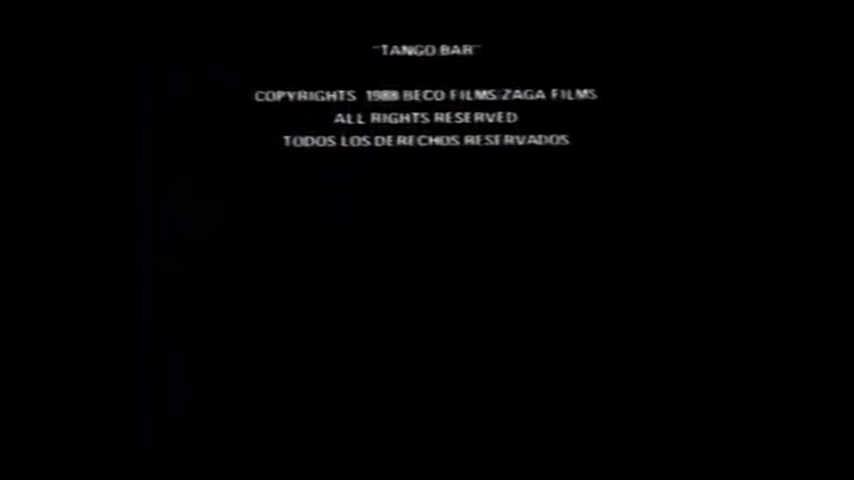 "TANGO BAR"
COPYRIGHTS 1988 BECO FILMS/ZAGA FILMS
ALL RIGHTS RESERVED
TODOS LOS DERECHOS RESERVADOS